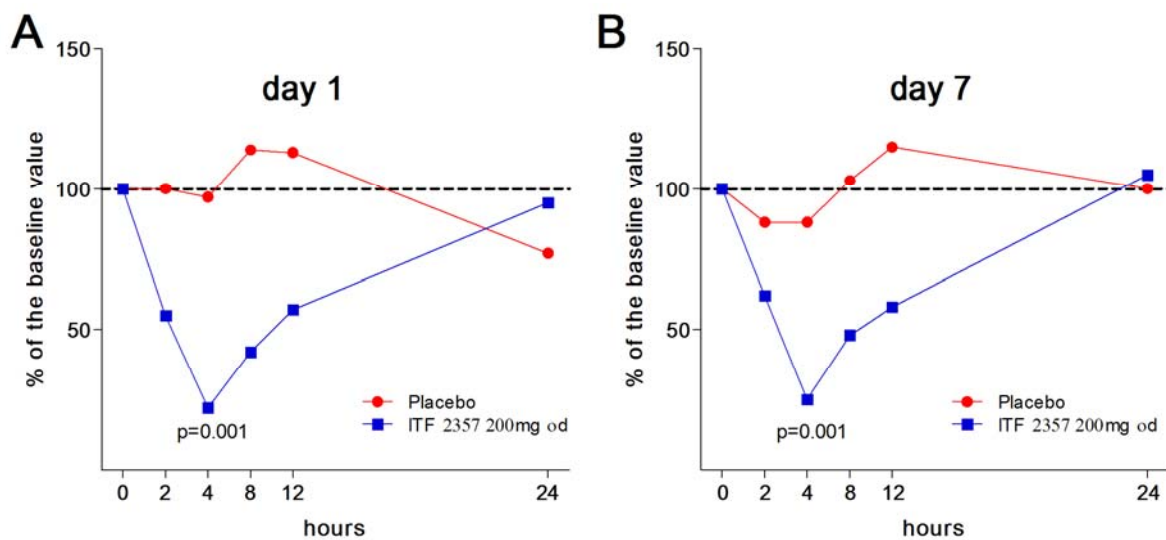 A
day 1
% of the baseline value
150
100
50
Placebo
ITF 2357 200mg od
p=0.001
0 2 4 8 12 24
hours
B
day 7
% of the baseline value
150
100
50
Placebo
ITF 2357 200mg od
p=0.001
0 2 4 8 12 24
hours